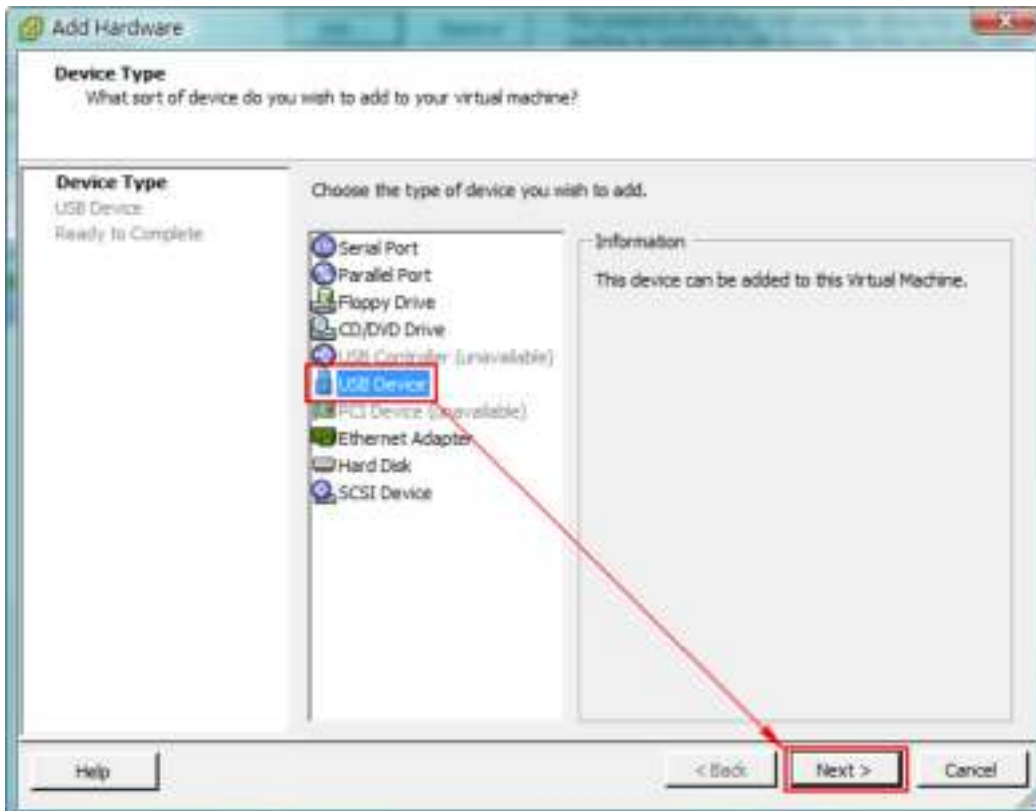 Add Hardware
Device Type
What sort of device do you wish to add to your virtual machine?
Device Type
USB Device
Ready to Complete
Choose the type of device you wish to add.
Serial Port
Parallel Port
Floppy Drive
CD/DVD Drive
USB Controller (unavailable)
USB Device
PCI Device (unavailable)
Ethernet Adapter
Hard Disk
SCSI Device
Information
This device can be added to this Virtual Machine.
Help
< Back
Next >
Cancel